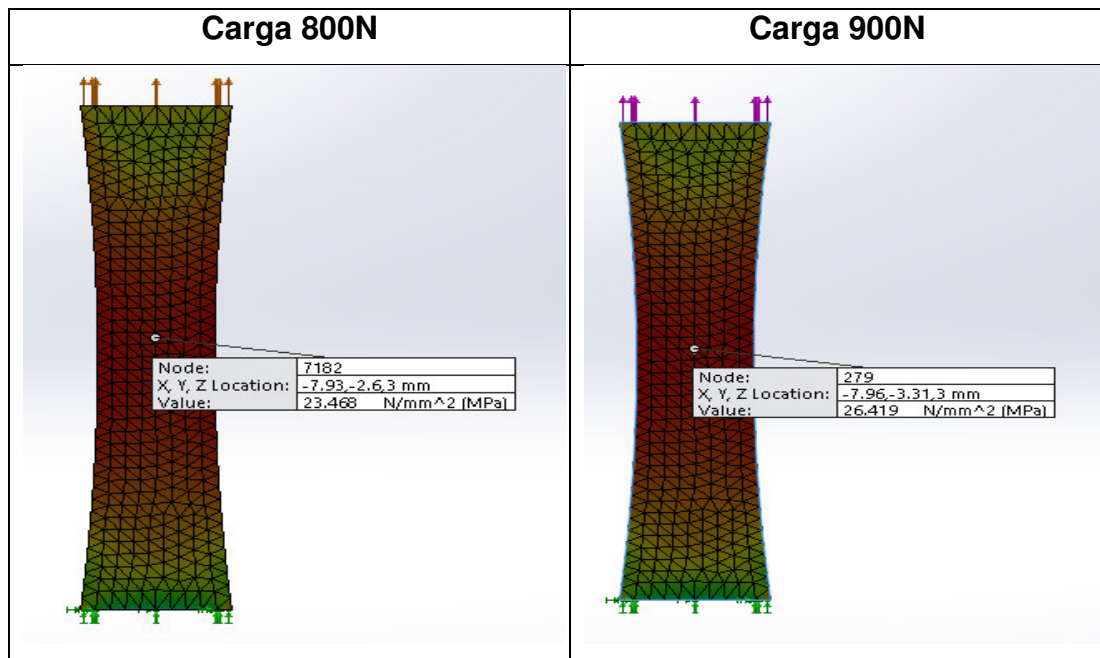 Carga 800N
Carga 900N
Node: 7182
X, Y, Z Location: -7.93,-2.6,3 mm
Value: 23.468 N/mm^2 (MPa)
Node: 279
X, Y, Z Location: -7.96,-3.31,3 mm
Value: 26.419 N/mm^2 (MPa)